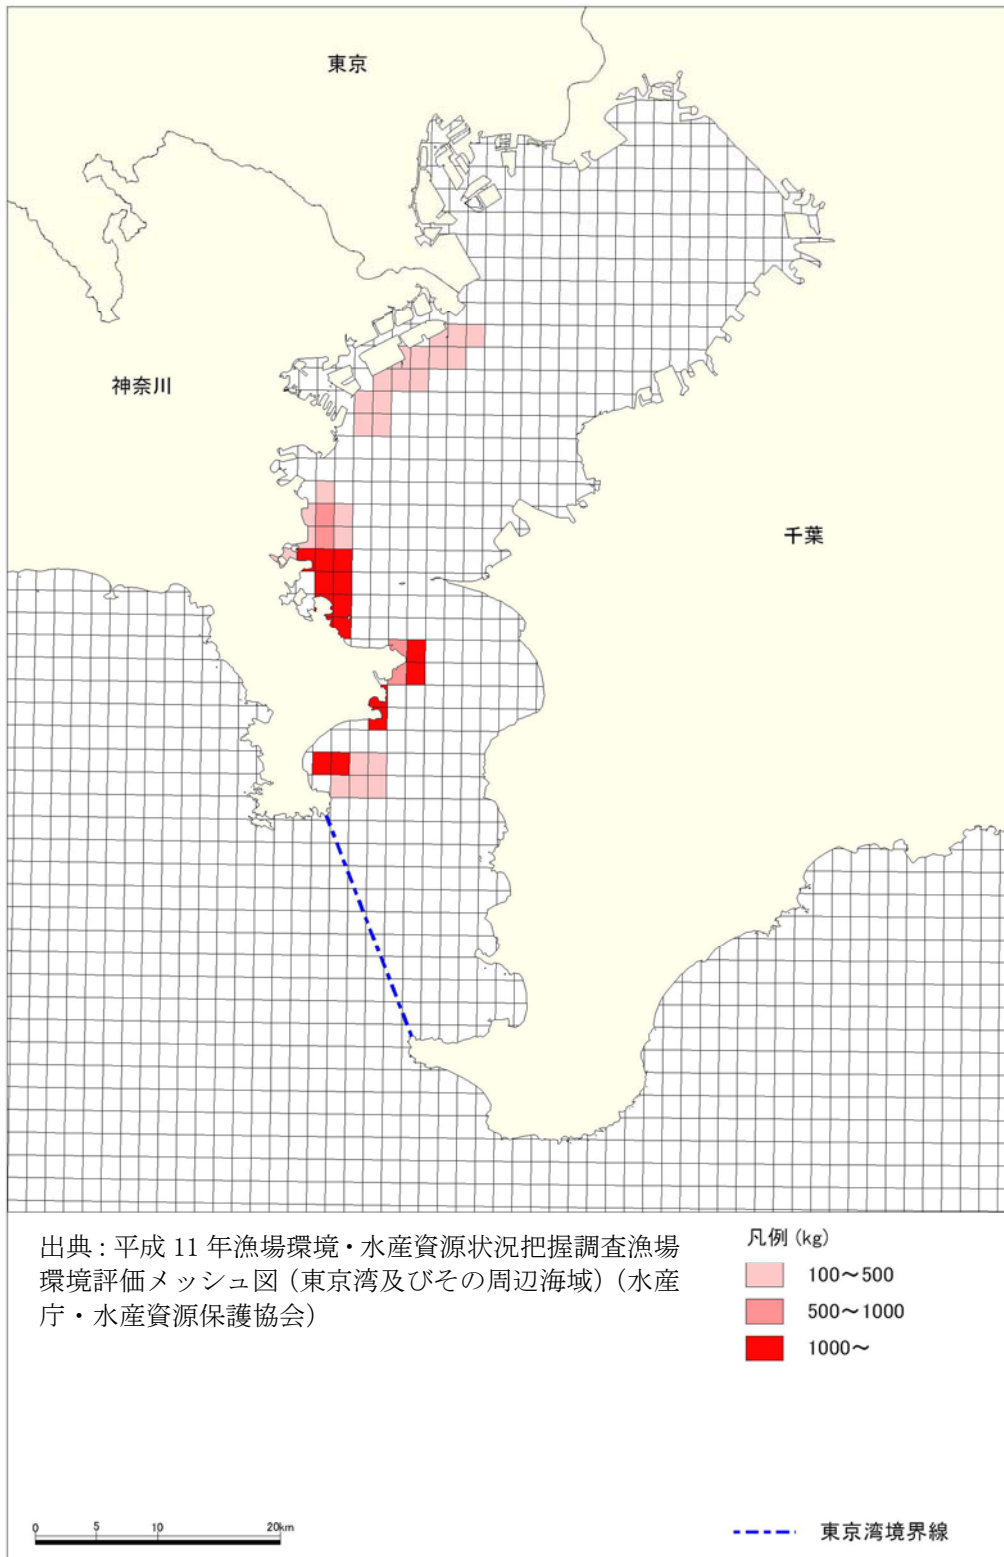 東京
神奈川
千葉
出典：平成 11 年漁場環境・水産資源状況把握調査漁場
環境評価メッシュ図（東京湾及びその周辺海域）（水産
庁・水産資源保護協会）
凡例 (kg)
100～500
500～1000
1000～
0 5 10 20km
東京湾境界線